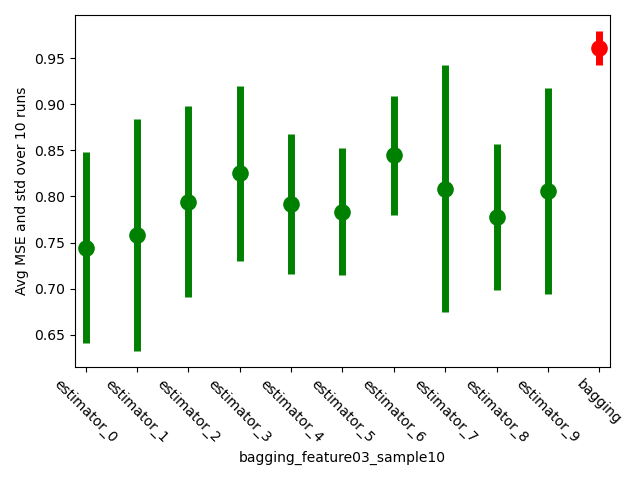 Avg MSE and std over 10 runs
0.95
0.90
0.85
0.80
0.75
0.70
0.65
estimator_0
estimator_1
estimator_2
estimator_3
estimator_4
estimator_5
estimator_6
estimator_7
estimator_8
estimator_9
bagging
bagging_feature03_sample10